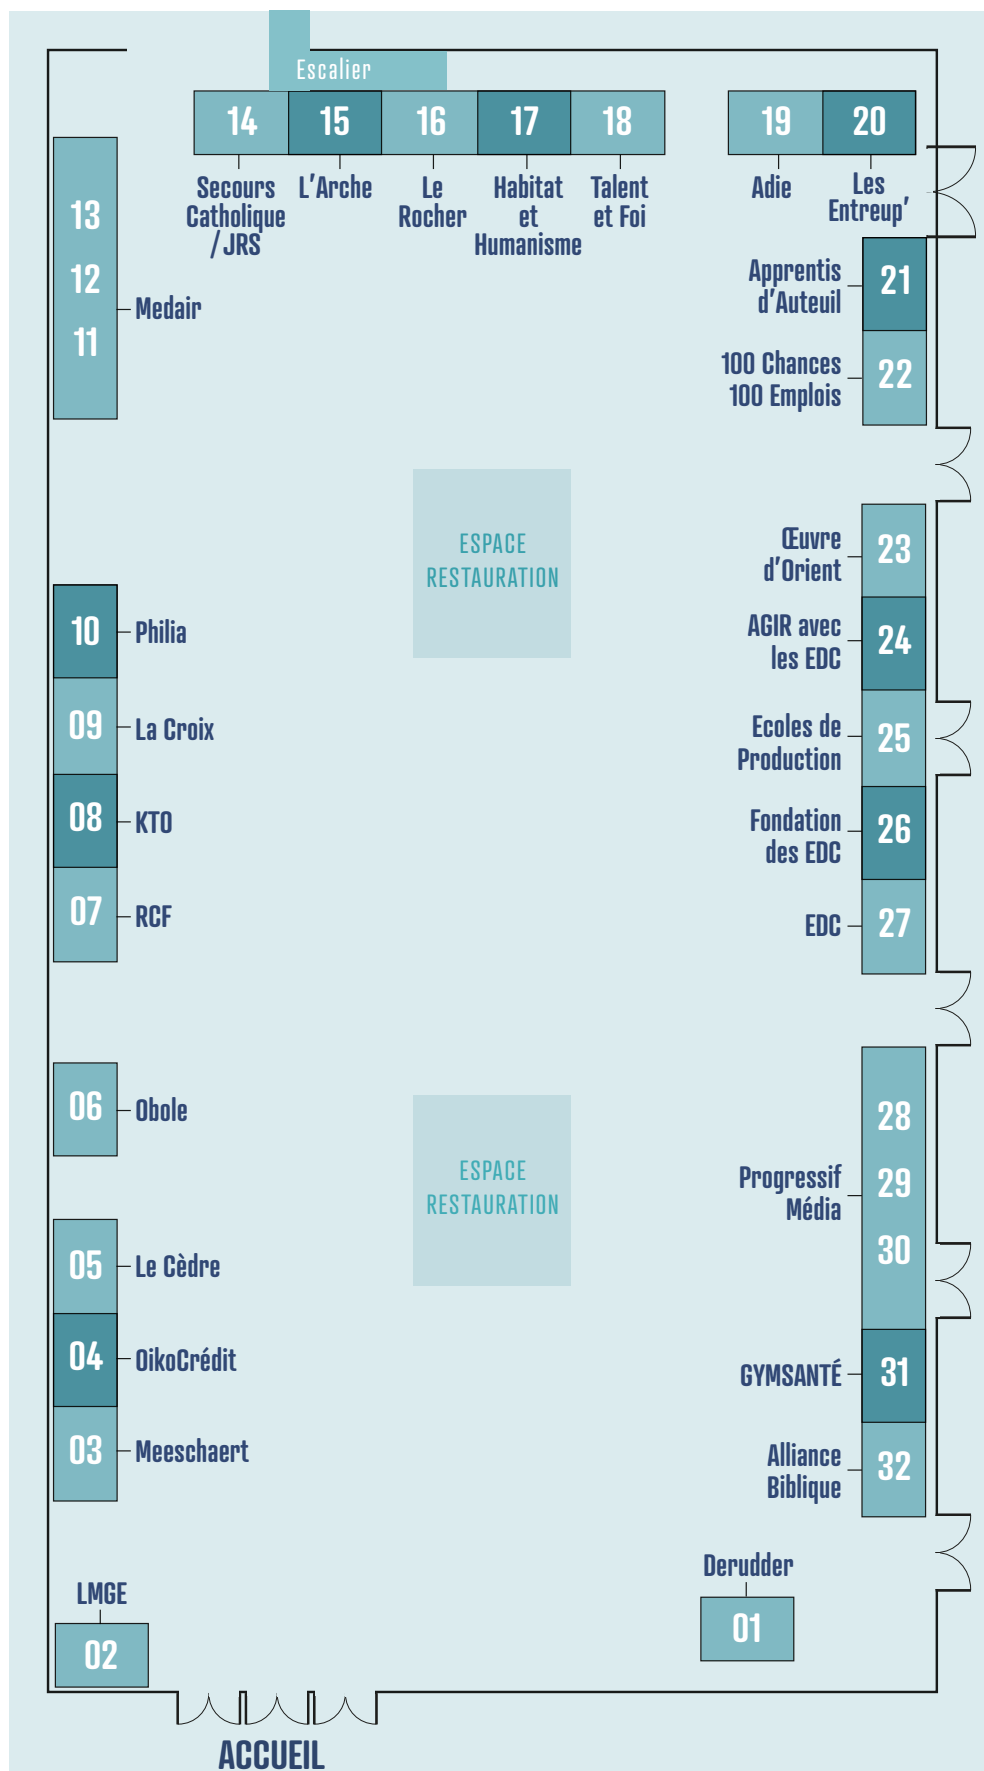 Escalier
14
15
16
17
18
19
20
Secours
Catholique
/JRS
L'Arche
Le
Rocher
Habitat
et
Humanisme
Talent
et Foi
Adie
Les
Entreup'
13
12
11
Medair
Apprentis
d'Auteuil
21
100 Chances
100 Emplois
22
ESPACE
RESTAURATION
Œuvre
d'Orient
23
AGIR avec
les EDC
24
Ecoles de
Production
25
Fondation
des EDC
26
EDC
27
10
Philia
09
La Croix
08
KTO
07
RCF
06
Obole
ESPACE
RESTAURATION
28
29
30
Progressif
Média
05
Le Cèdre
04
OikoCrédit
03
Meeschaert
GYMSANTÉ
31
Alliance
Biblique
32
LMGE
02
Derudder
01
ACCUEIL